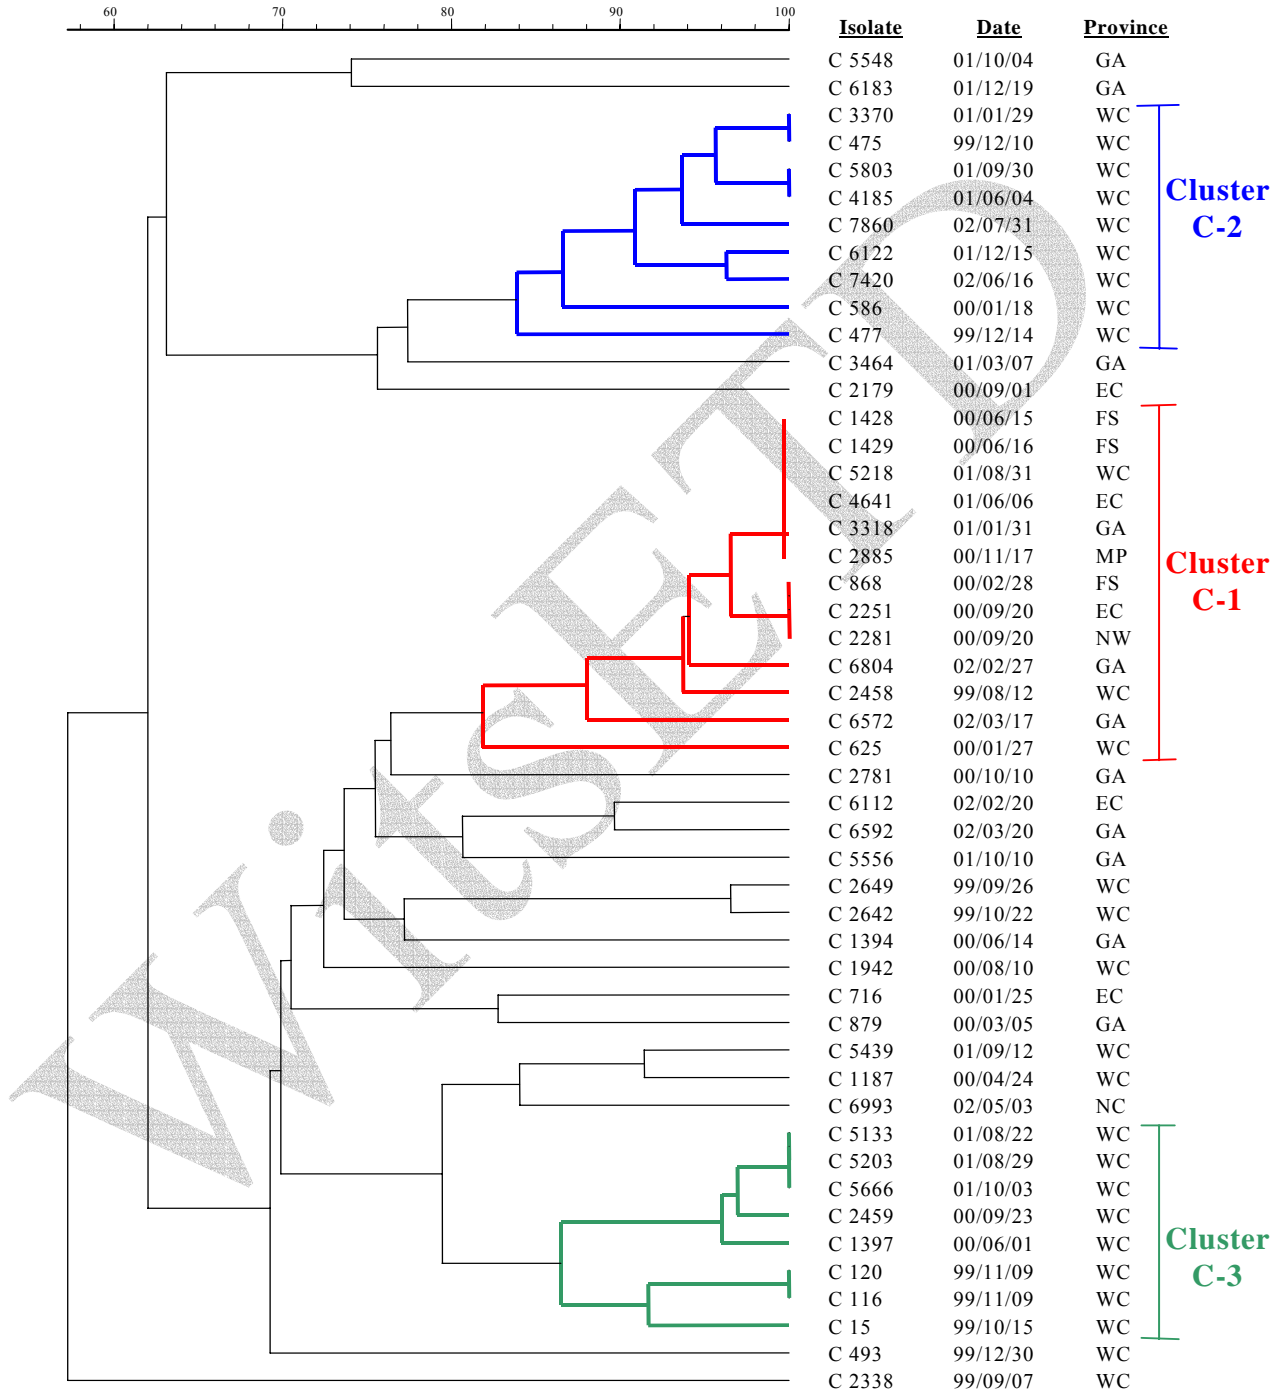 60 70 80 90 100
Isolate Date Province
C 5548 01/10/04 GA
C 6183 01/12/19 GA
C 3370 01/01/29 WC
C 475 99/12/10 WC
C 5803 01/09/30 WC
C 4185 01/06/04 WC
C 7860 02/07/31 WC
C 6122 01/12/15 WC
C 7420 02/06/16 WC
C 586 00/01/18 WC
C 477 99/12/14 WC
Cluster
C-2
C 3464 01/03/07 GA
C 2179 00/09/01 EC
C 1428 00/06/15 FS
C 1429 00/06/16 FS
C 5218 01/08/31 WC
C 4641 01/06/06 EC
C 3318 01/01/31 GA
C 2885 00/11/17 MP
C 868 00/02/28 FS
C 2251 00/09/20 EC
C 2281 00/09/20 NW
C 6804 02/02/27 GA
C 2458 99/08/12 WC
C 6572 02/03/17 GA
C 625 00/01/27 WC
Cluster
C-1
C 2781 00/10/10 GA
C 6112 02/02/20 EC
C 6592 02/03/20 GA
C 5556 01/10/10 GA
C 2649 99/09/26 WC
C 2642 99/10/22 WC
C 1394 00/06/14 GA
C 1942 00/08/10 WC
C 716 00/01/25 EC
C 879 00/03/05 GA
C 5439 01/09/12 WC
C 1187 00/04/24 WC
C 6993 02/05/03 NC
C 5133 01/08/22 WC
C 5203 01/08/29 WC
C 5666 01/10/03 WC
C 2459 00/09/23 WC
C 1397 00/06/01 WC
C 120 99/11/09 WC
C 116 99/11/09 WC
C 15 99/10/15 WC
Cluster
C-3
C 493 99/12/30 WC
C 2338 99/09/07 WC
WitsETD